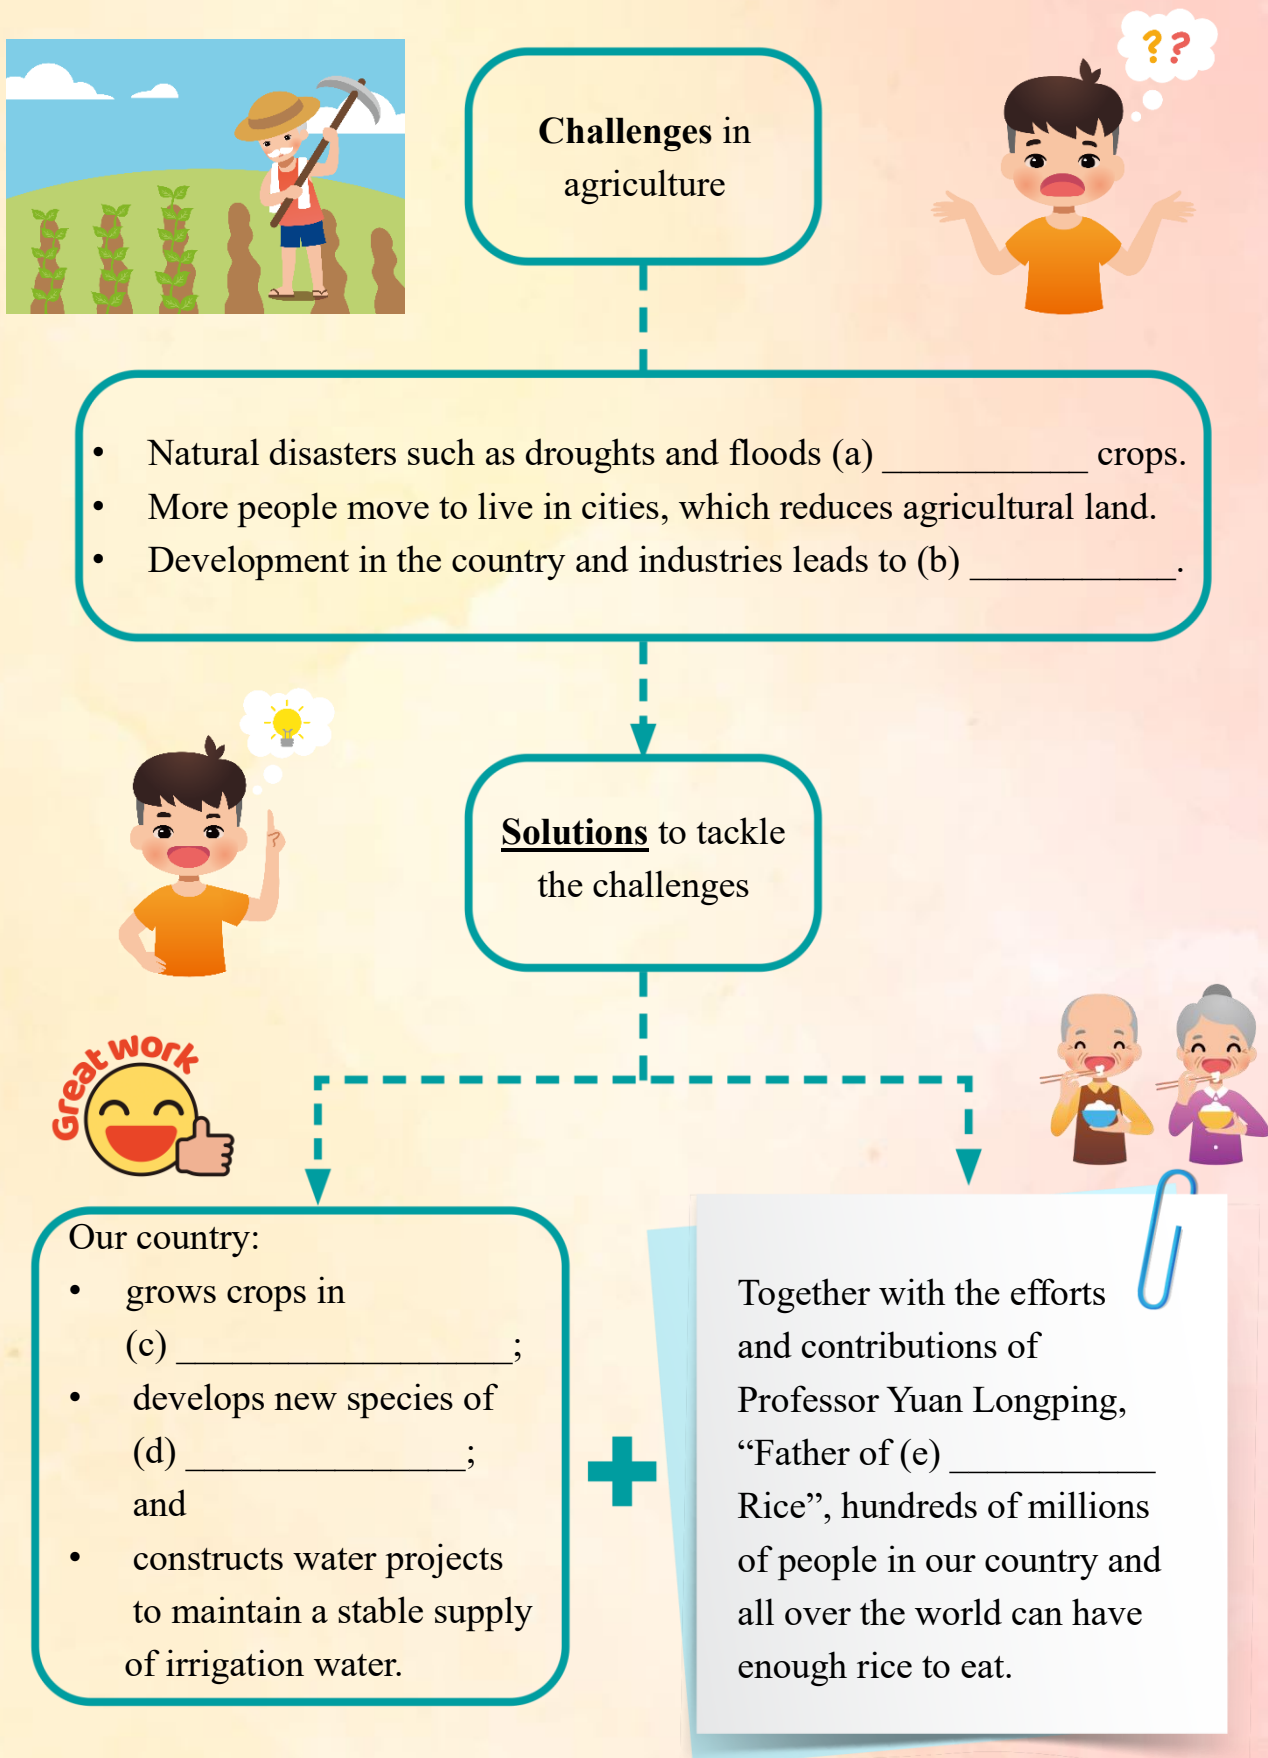 ? ?
Challenges in
agriculture
• Natural disasters such as droughts and floods (a) ___________ crops.
• More people move to live in cities, which reduces agricultural land.
• Development in the country and industries leads to (b) ___________.
Solutions to tackle
the challenges
Great work
Our country:
• grows crops in
(c) __________________;
• develops new species of
(d) _______________;
and
• constructs water projects
to maintain a stable supply
of irrigation water.
Together with the efforts
and contributions of
Professor Yuan Longping,
“Father of (e) ___________
Rice”, hundreds of millions
of people in our country and
all over the world can have
enough rice to eat.